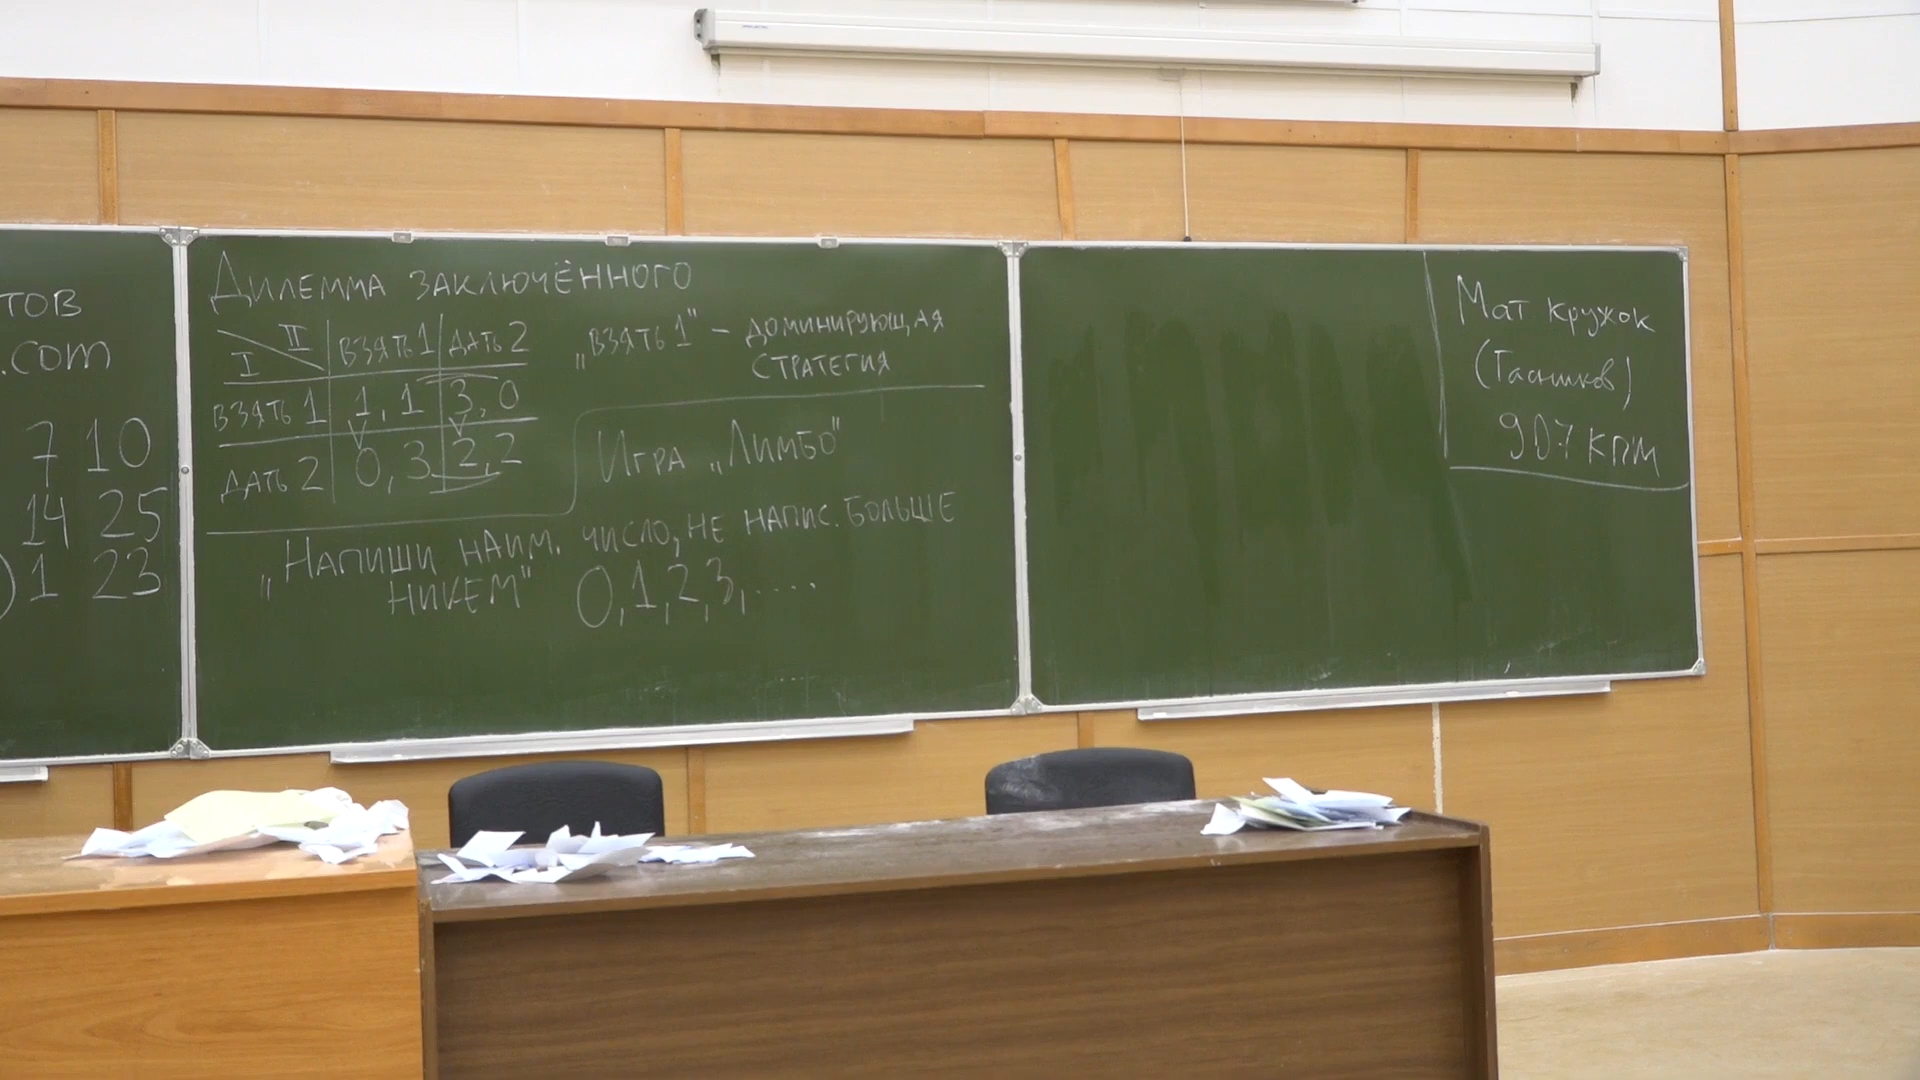 тов
.com
7 10
14 25
) 1 23
Дилемма заключённого
II
I
взять 1
дать 2
взять 1
1, 1
3, 0
дать 2
0, 3
2, 2
„взять 1" – доминирующая
стратегия
Игра „Лимбо"
„Напиши наим. число, не напис. больше
никем" 0, 1, 2, 3, .....
Мат кружок
907 КПМ